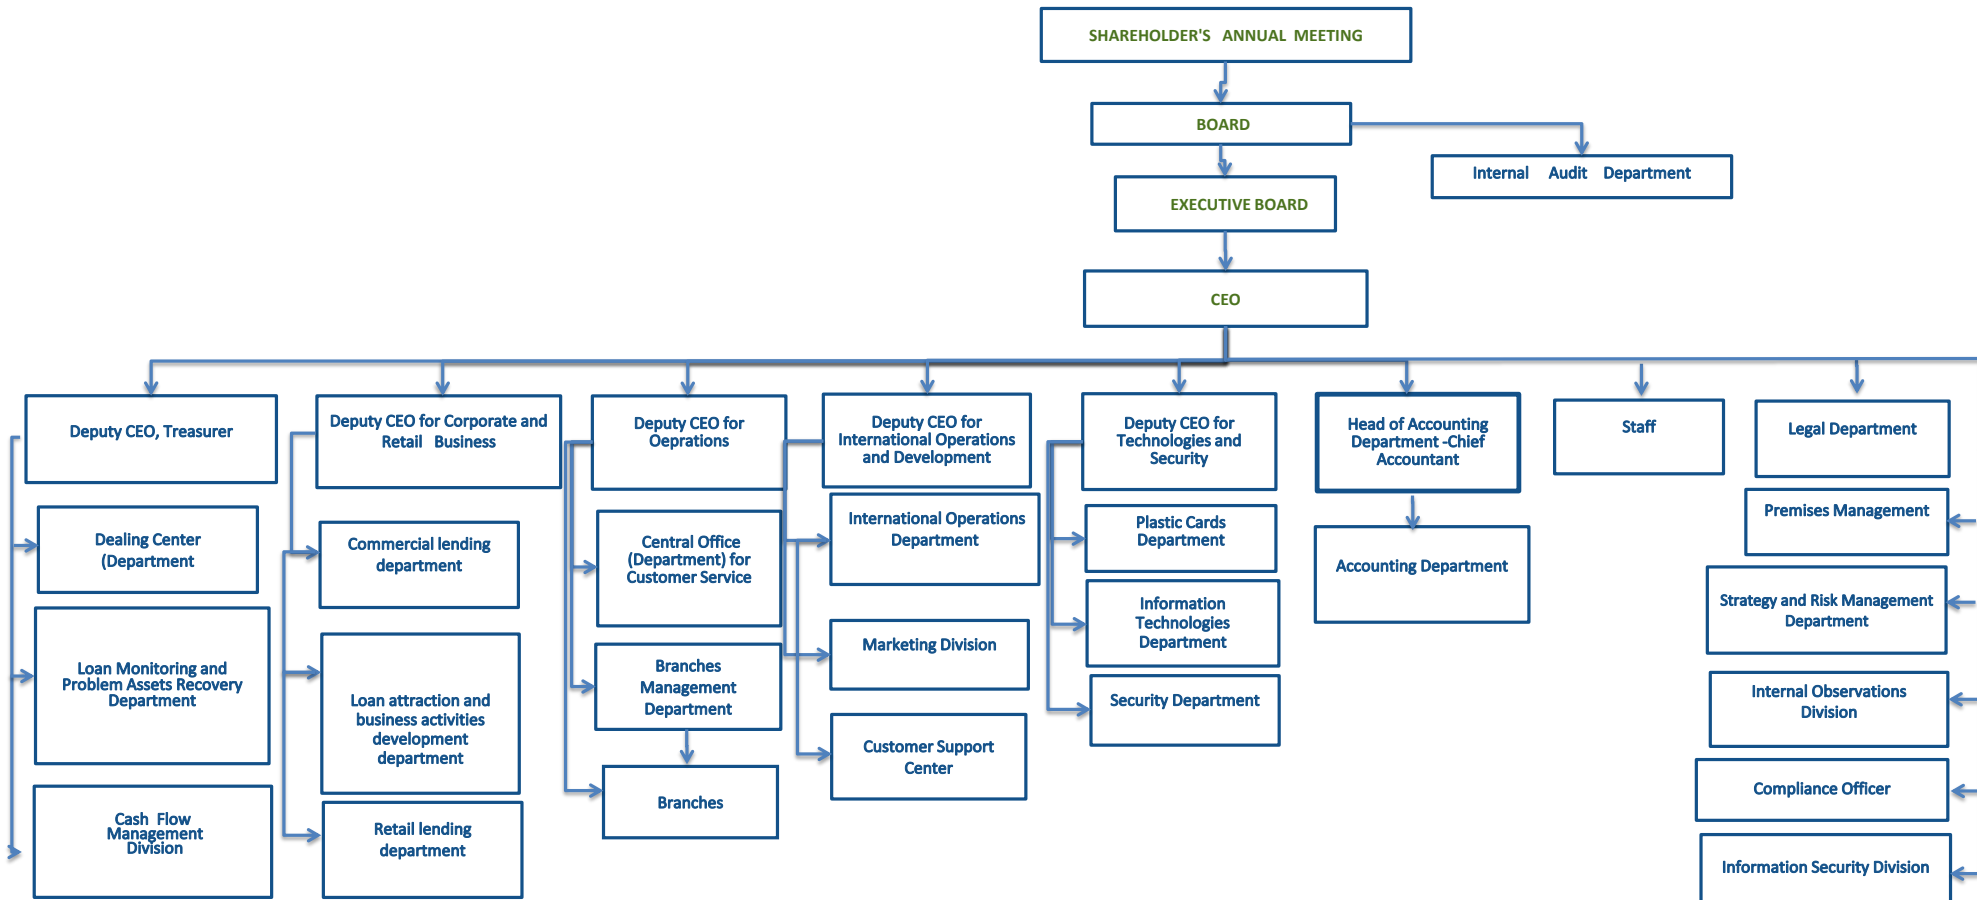 SHAREHOLDER'S ANNUAL MEETING
BOARD
Internal Audit Department
EXECUTIVE BOARD
CEO
Deputy CEO, Treasurer
Deputy CEO for Corporate and
Retail Business
Deputy CEO for
Oeprations
Deputy CEO for
International Operations
and Development
Deputy CEO for
Technologies and
Security
Head of Accounting
Department -Chief
Accountant
Staff
Legal Department
Dealing Center
(Department
Loan Monitoring and
Problem Assets Recovery
Department
Cash Flow
Management
Division
Commercial lending
department
Loan attraction and
business activities
development
department
Retail lending
department
Central Office
(Department) for
Customer Service
Branches
Management
Department
Branches
International Operations
Department
Marketing Division
Customer Support
Center
Plastic Cards
Department
Information
Technologies
Department
Security Department
Accounting Department
Premises Management
Strategy and Risk Management
Department
Internal Observations
Division
Compliance Officer
Information Security Division